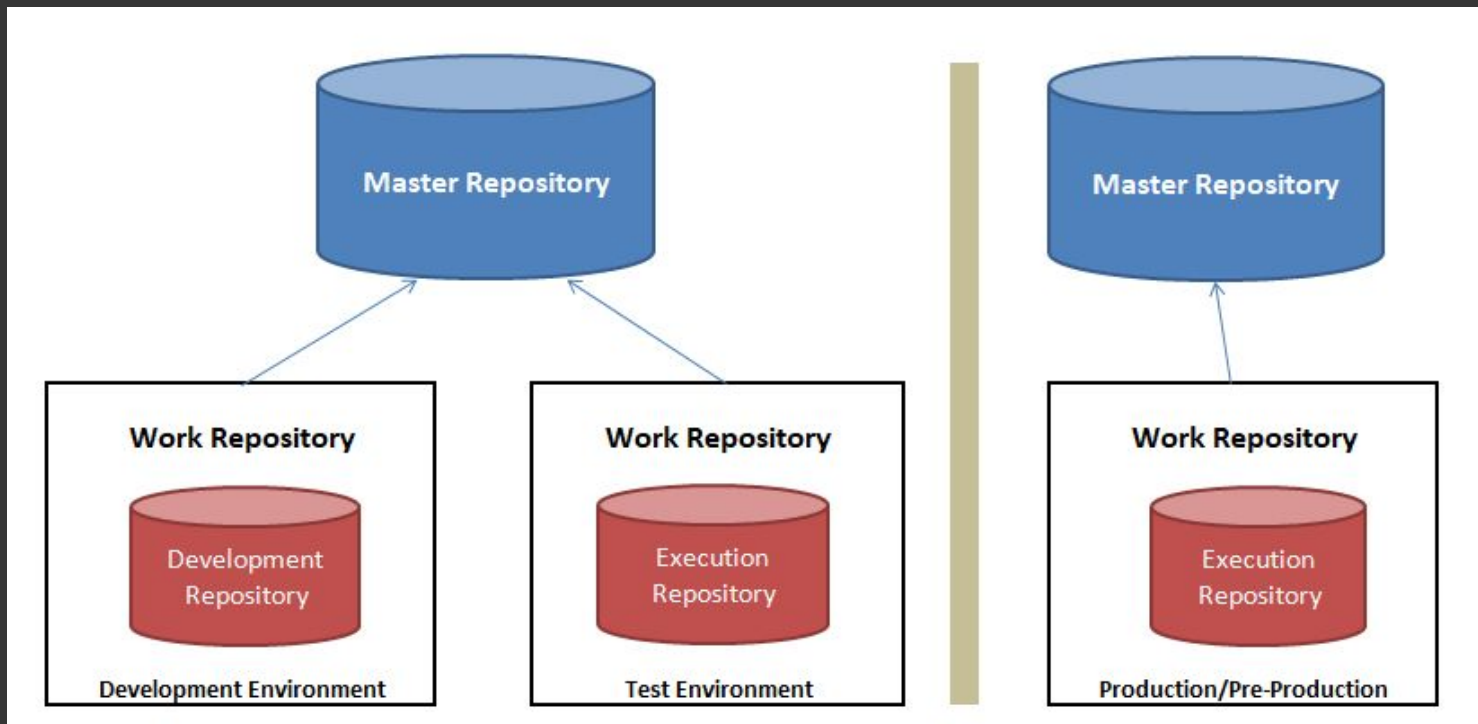 Master Repository
Master Repository
Work Repository
Development
Repository
Development Environment
Work Repository
Execution
Repository
Test Environment
Work Repository
Execution
Repository
Production/Pre-Production